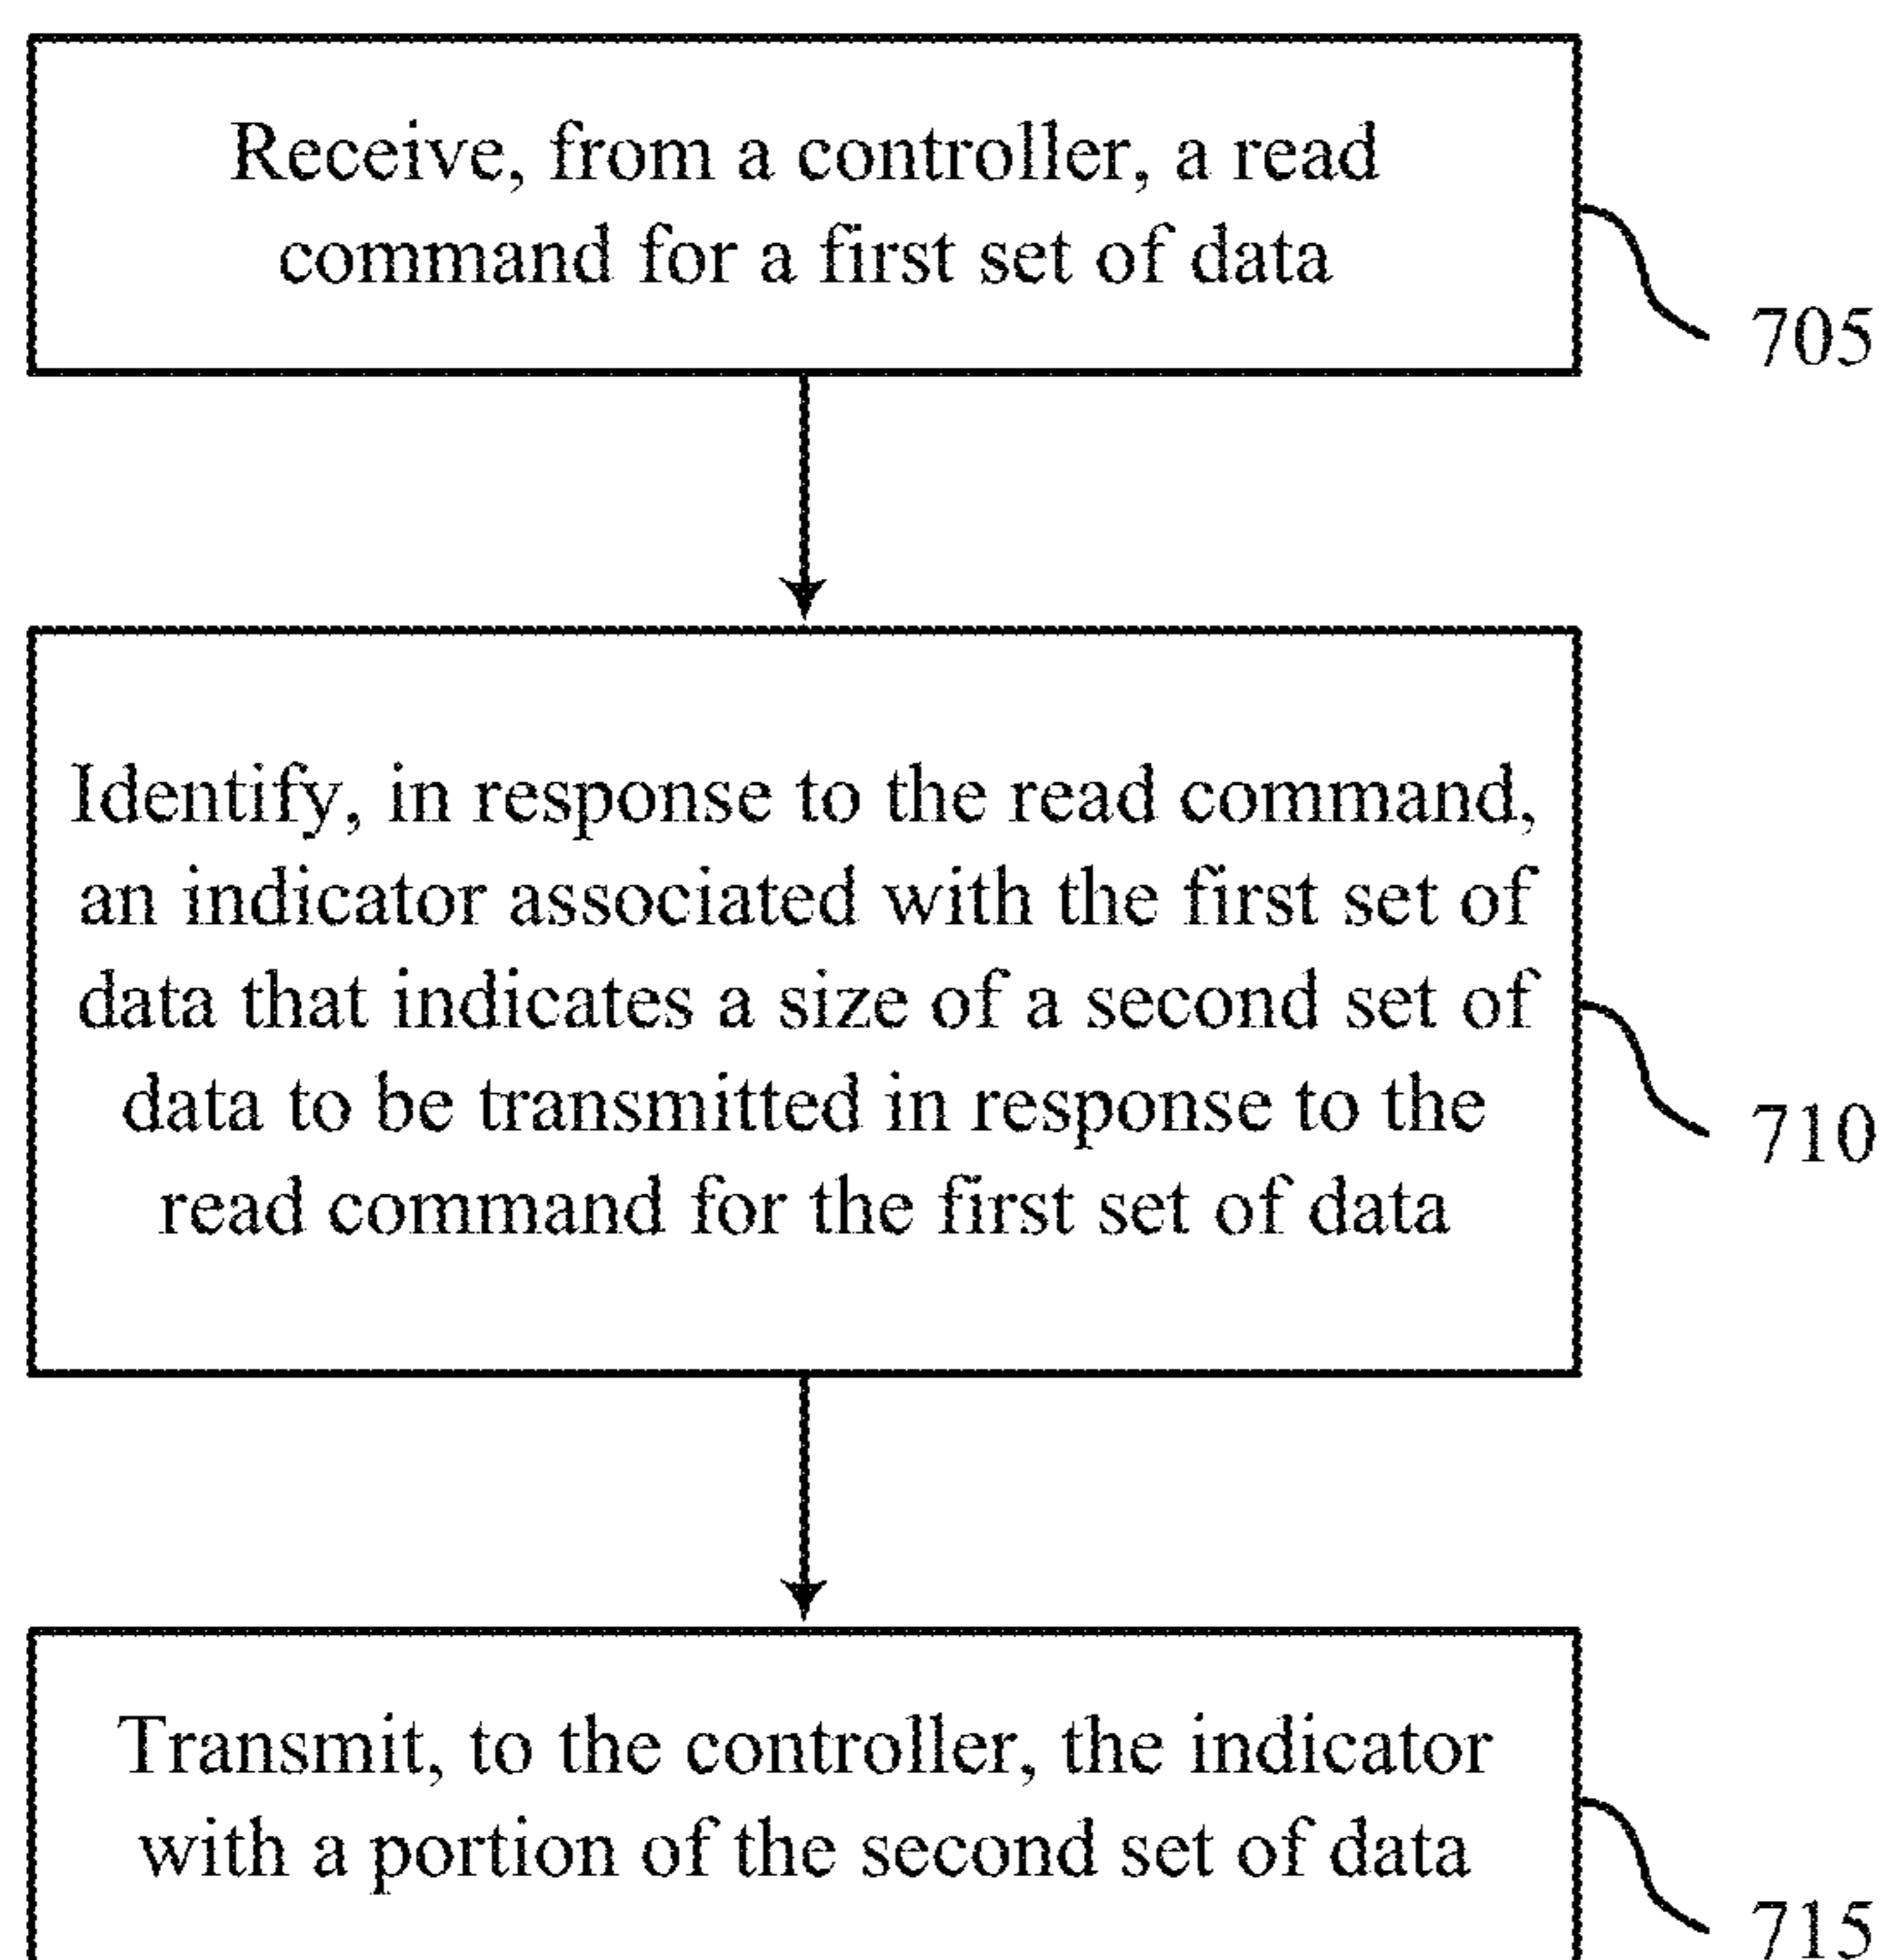 Receive, from a controller, a read
command for a first set of data
705
Identify, in response to the read command,
an indicator associated with the first set of
data that indicates a size of a second set of
data to be transmitted in response to the
read command for the first set of data
710
Transmit, to the controller, the indicator
with a portion of the second set of data
715